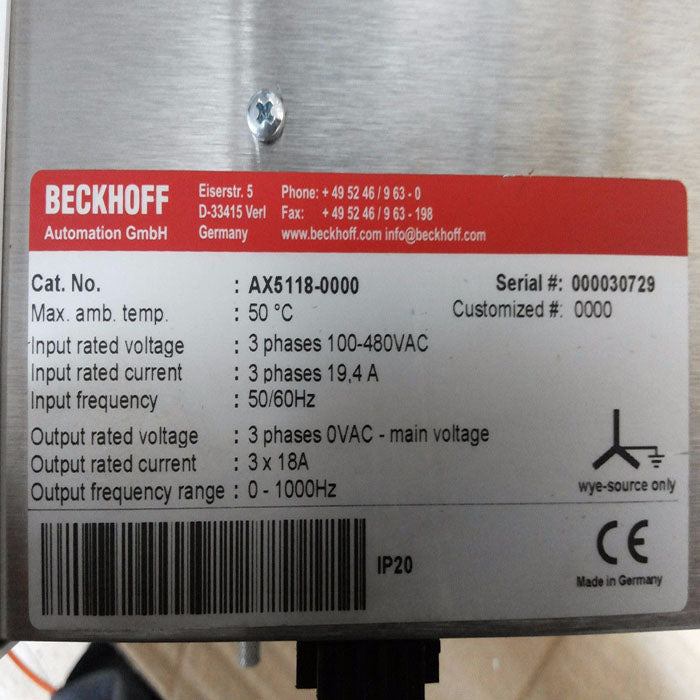 BECKHOFF
Automation GmbH
Eiserstr. 5
D-33415 Verl
Germany
Phone: + 49 52 46 / 9 63 - 0
Fax: + 49 52 46 / 9 63 - 198
www.beckhoff.com info@beckhoff.com
Cat. No. : AX5118-0000
Serial #: 000030729
Max. amb. temp. : 50 °C
Customized #: 0000
Input rated voltage : 3 phases 100-480VAC
Input rated current : 3 phases 19,4 A
Input frequency : 50/60Hz
Output rated voltage : 3 phases 0VAC - main voltage
Output rated current : 3 x 18A
Output frequency range : 0 - 1000Hz
wye-source only
IP20
CE
Made in Germany